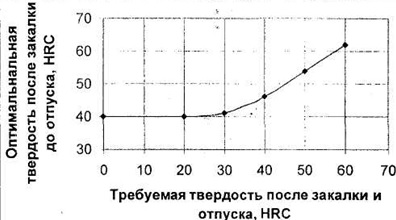 Оптимальнальная
твердость после закалки
до отпуска, HRC
70
60
50
40
30
0 10 20 30 40 50 60 70
Требуемая твердость после закалки и
отпуска, HRC